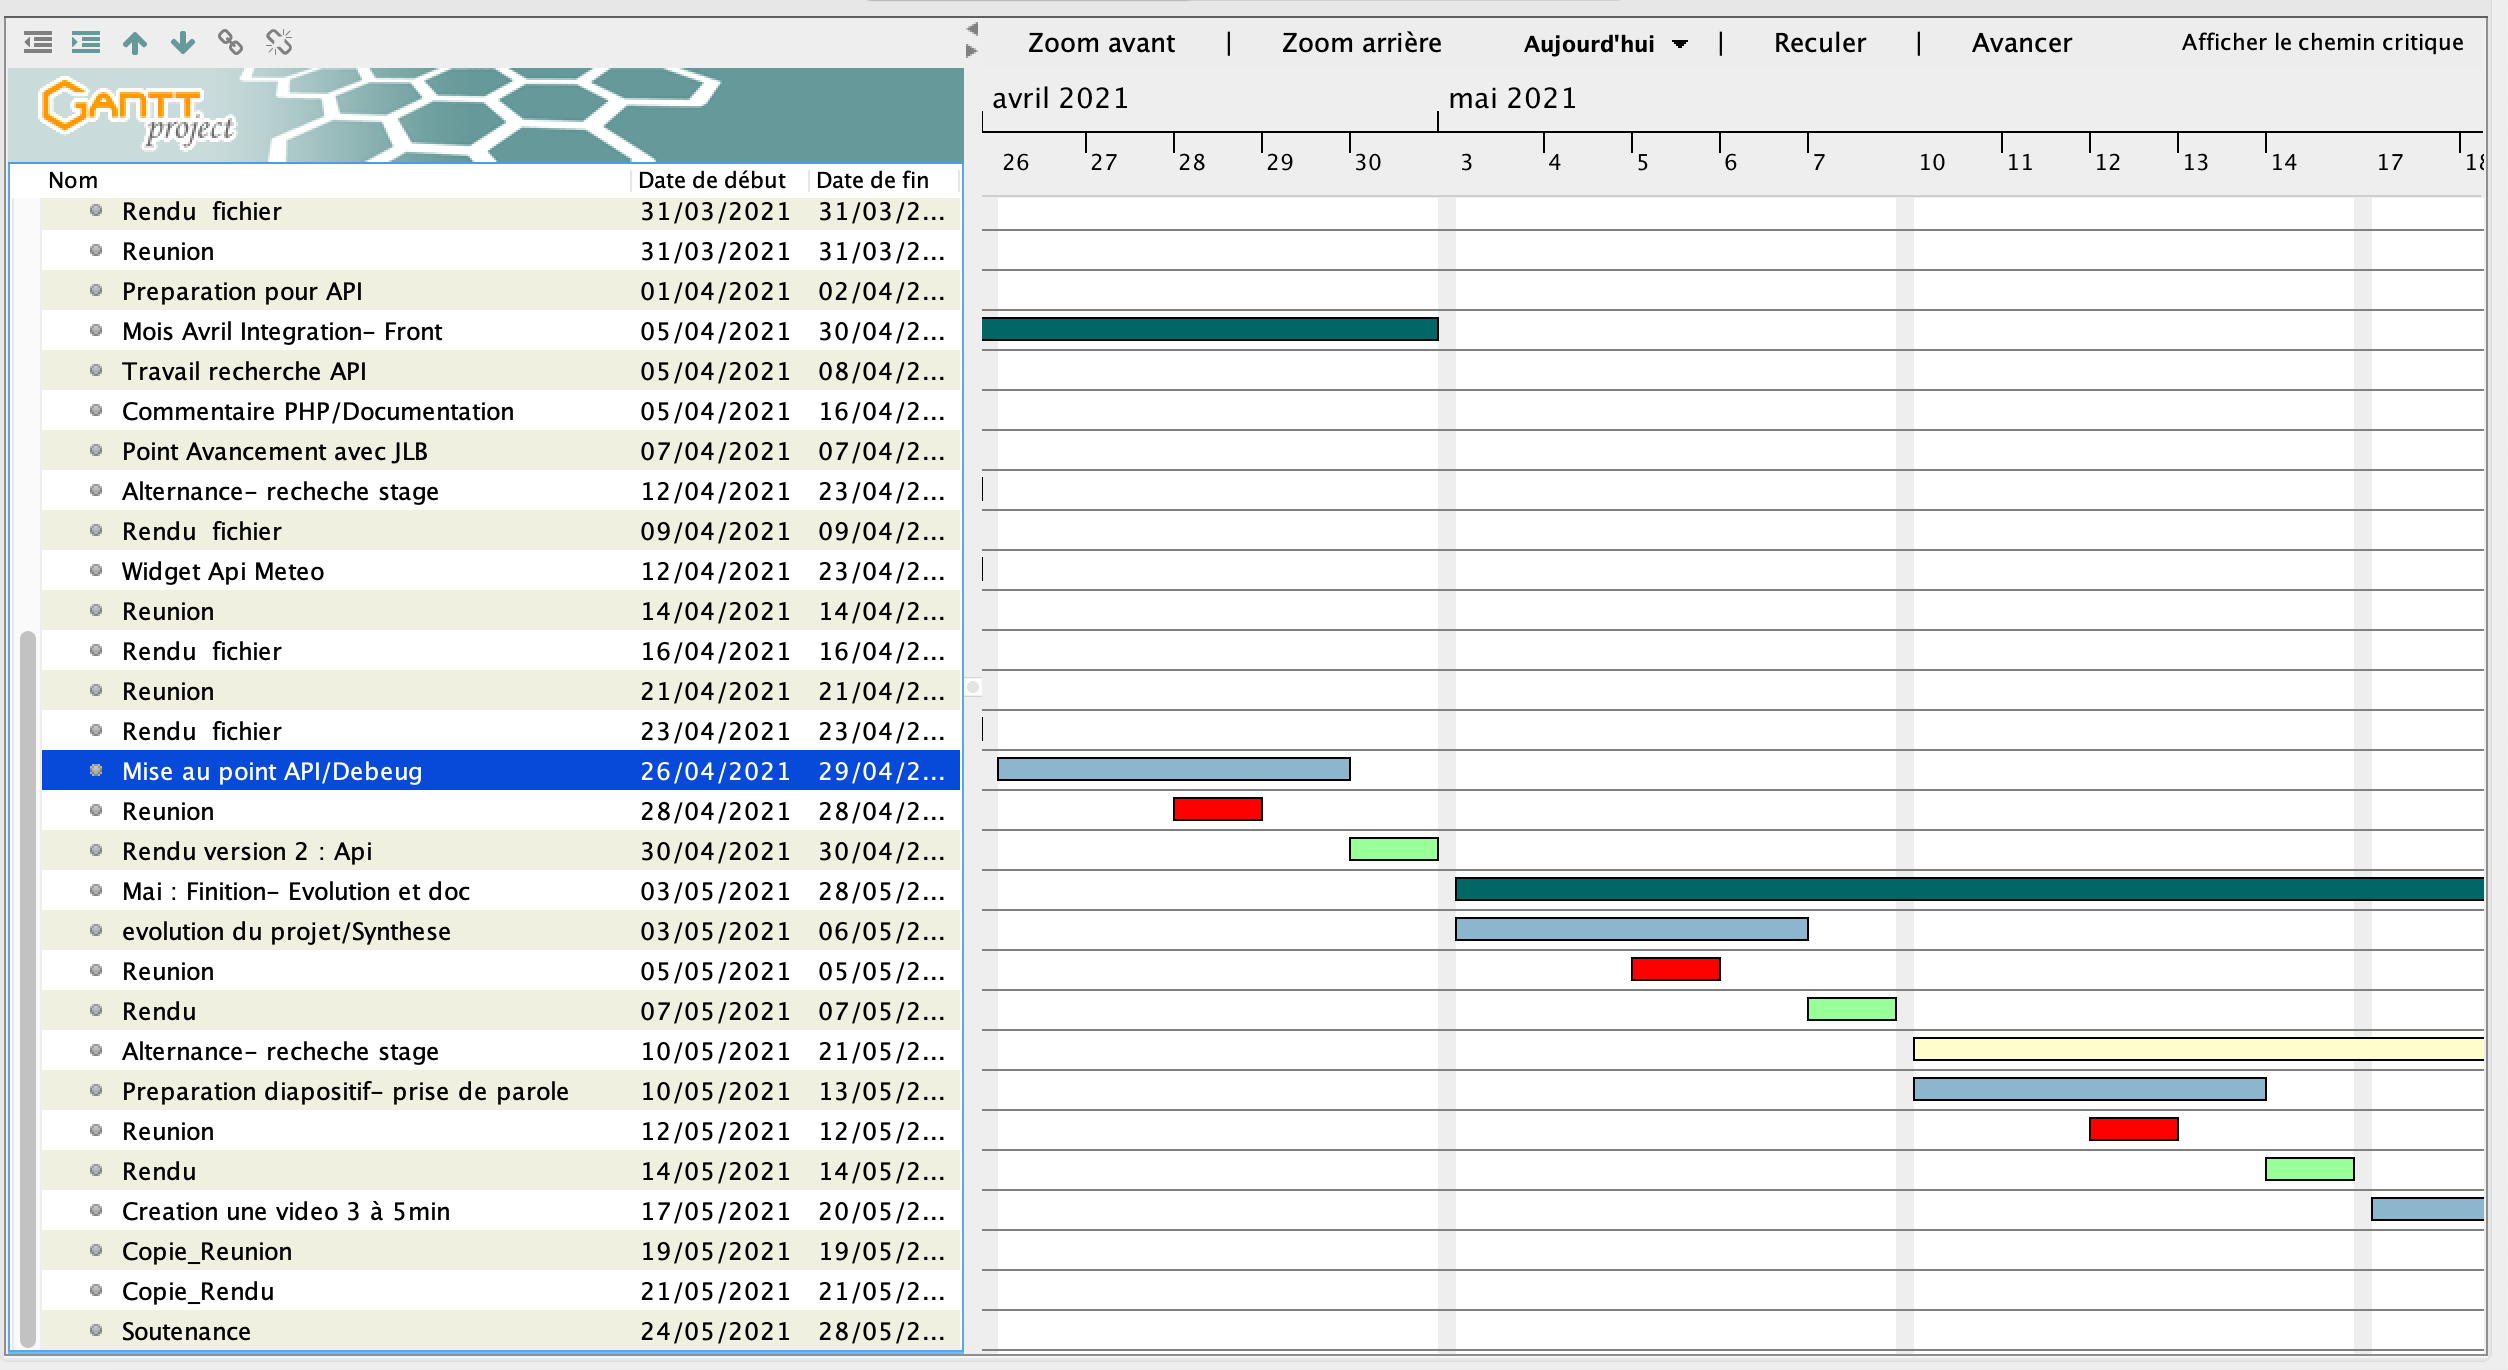 Zoom avant | Zoom arrière Aujourd'hui | Reculer | Avancer Afficher le chemin critique
GANTT project
avril 2021 mai 2021
26 27 28 29 30 3 4 5 6 7 10 11 12 13 14 17 18
Nom Date de début Date de fin
Rendu fichier 31/03/2021 31/03/2...
Reunion 31/03/2021 31/03/2...
Preparation pour API 01/04/2021 02/04/2...
Mois Avril Integration- Front 05/04/2021 30/04/2...
Travail recherche API 05/04/2021 08/04/2...
Commentaire PHP/Documentation 05/04/2021 16/04/2...
Point Avancement avec JLB 07/04/2021 07/04/2...
Alternance- recheche stage 12/04/2021 23/04/2...
Rendu fichier 09/04/2021 09/04/2...
Widget Api Meteo 12/04/2021 23/04/2...
Reunion 14/04/2021 14/04/2...
Rendu fichier 16/04/2021 16/04/2...
Reunion 21/04/2021 21/04/2...
Rendu fichier 23/04/2021 23/04/2...
Mise au point API/Debeug 26/04/2021 29/04/2...
Reunion 28/04/2021 28/04/2...
Rendu version 2 : Api 30/04/2021 30/04/2...
Mai : Finition- Evolution et doc 03/05/2021 28/05/2...
evolution du projet/Synthese 03/05/2021 06/05/2...
Reunion 05/05/2021 05/05/2...
Rendu 07/05/2021 07/05/2...
Alternance- recheche stage 10/05/2021 21/05/2...
Preparation diapositif- prise de parole 10/05/2021 13/05/2...
Reunion 12/05/2021 12/05/2...
Rendu 14/05/2021 14/05/2...
Creation une video 3 à 5min 17/05/2021 20/05/2...
Copie_Reunion 19/05/2021 19/05/2...
Copie_Rendu 21/05/2021 21/05/2...
Soutenance 24/05/2021 28/05/2...